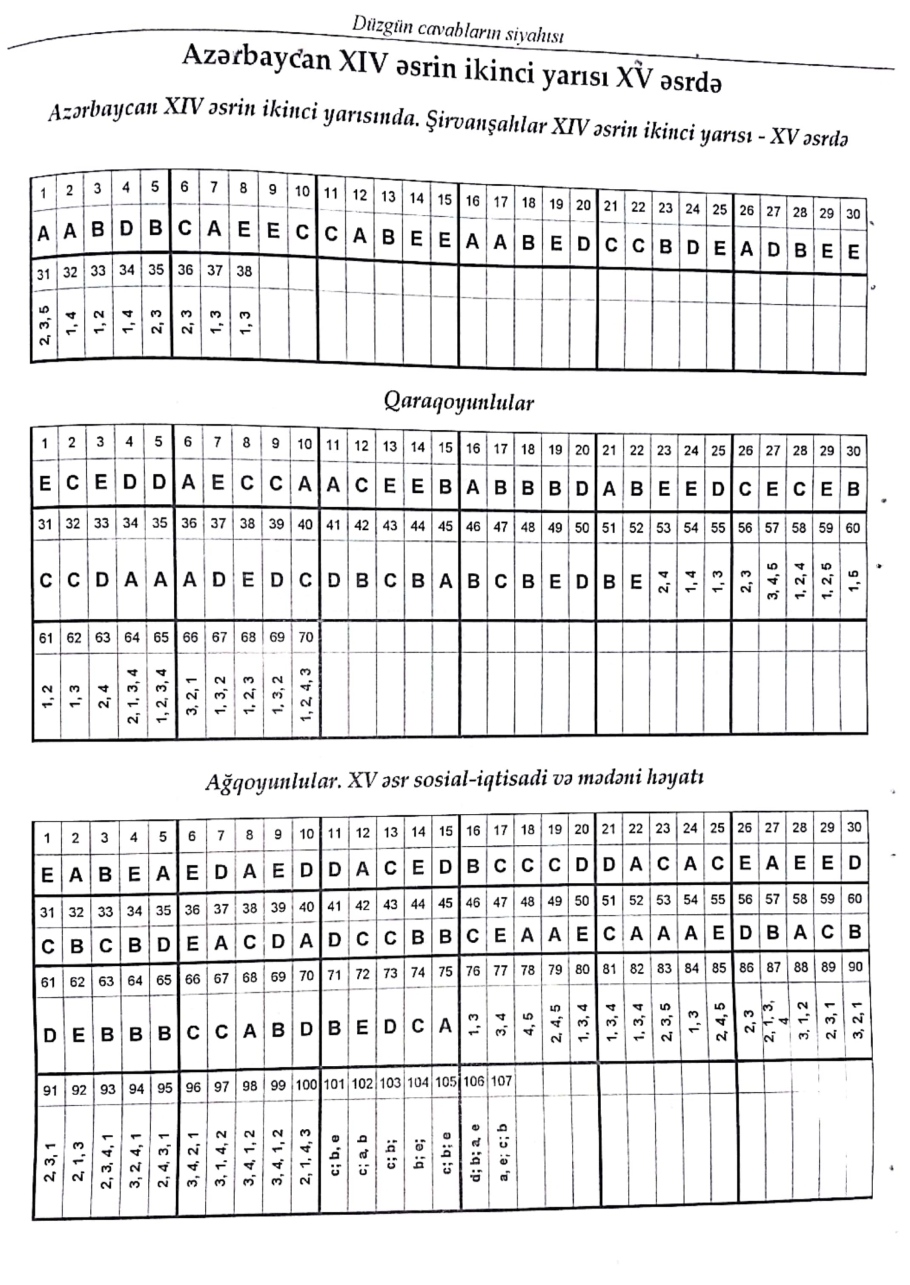 Düzgün cavabların siyahısı
Azərbaycan XIV əsrin ikinci yarısı XV əsrdə
Azərbaycan XIV əsrin ikinci yarısında. Şirvanşahlar XIV əsrin ikinci yarısı - XV əsrdə
1 2 3 4 5 6 7 8 9 10 11 12 13 14 15 16 17 18 19 20 21 22 23 24 25 26 27 28 29 30
A A B D B C A E E C C A B E E A A B E D C C B D E A D B E E
31 32 33 34 35 36 37 38
2, 3, 5 1, 4 1, 2 1, 4 2, 3 2, 3 1, 3 1, 3
Qaraqoyunlular
1 2 3 4 5 6 7 8 9 10 11 12 13 14 15 16 17 18 19 20 21 22 23 24 25 26 27 28 29 30
E C E D D A E C C A A C E E B A B B B D A B E E D C E C E B
31 32 33 34 35 36 37 38 39 40 41 42 43 44 45 46 47 48 49 50 51 52 53 54 55 56 57 58 59 60
C C D A A A D E D C D B C B A B C B E D B E 2, 4 1, 4 1, 3 2, 3 3, 4, 5 1, 2, 4 1, 2, 5 1, 5
61 62 63 64 65 66 67 68 69 70
1, 2 1, 3 2, 4 2, 1, 3, 4 1, 2, 3, 4 3, 2, 1 1, 3, 2 1, 2, 3 1, 3, 2 1, 2, 4, 3
Ağqoyunlular. XV əsr sosial-iqtisadi və mədəni həyatı
1 2 3 4 5 6 7 8 9 10 11 12 13 14 15 16 17 18 19 20 21 22 23 24 25 26 27 28 29 30
E A B E A E D A E D D A C E D B C C C D D A C A C E A E E D
31 32 33 34 35 36 37 38 39 40 41 42 43 44 45 46 47 48 49 50 51 52 53 54 55 56 57 58 59 60
C B C B D E A C D A D C C B B C E A A E C A A A E D B A C B
61 62 63 64 65 66 67 68 69 70 71 72 73 74 75 76 77 78 79 80 81 82 83 84 85 86 87 88 89 90
D E B B B C C A B D B E D C A 1, 3 3, 4 4, 5 2, 4, 5 1, 3, 4 1, 3, 4 1, 3, 4 2, 3, 5 1, 3 2, 4, 5 2, 3 2, 1, 3, 4 3, 1, 2 2, 3, 1 3, 2, 1
91 92 93 94 95 96 97 98 99 100 101 102 103 104 105 106 107
2, 3, 1 2, 1, 3 2, 3, 4, 1 3, 2, 4, 1 2, 4, 3, 1 3, 4, 2, 1 3, 1, 4, 2 3, 4, 1, 2 3, 4, 1, 2 2, 1, 4, 3 c; b, e c; a, b c; b; b; e; c; b; e d; b; a, e a, e; c; b